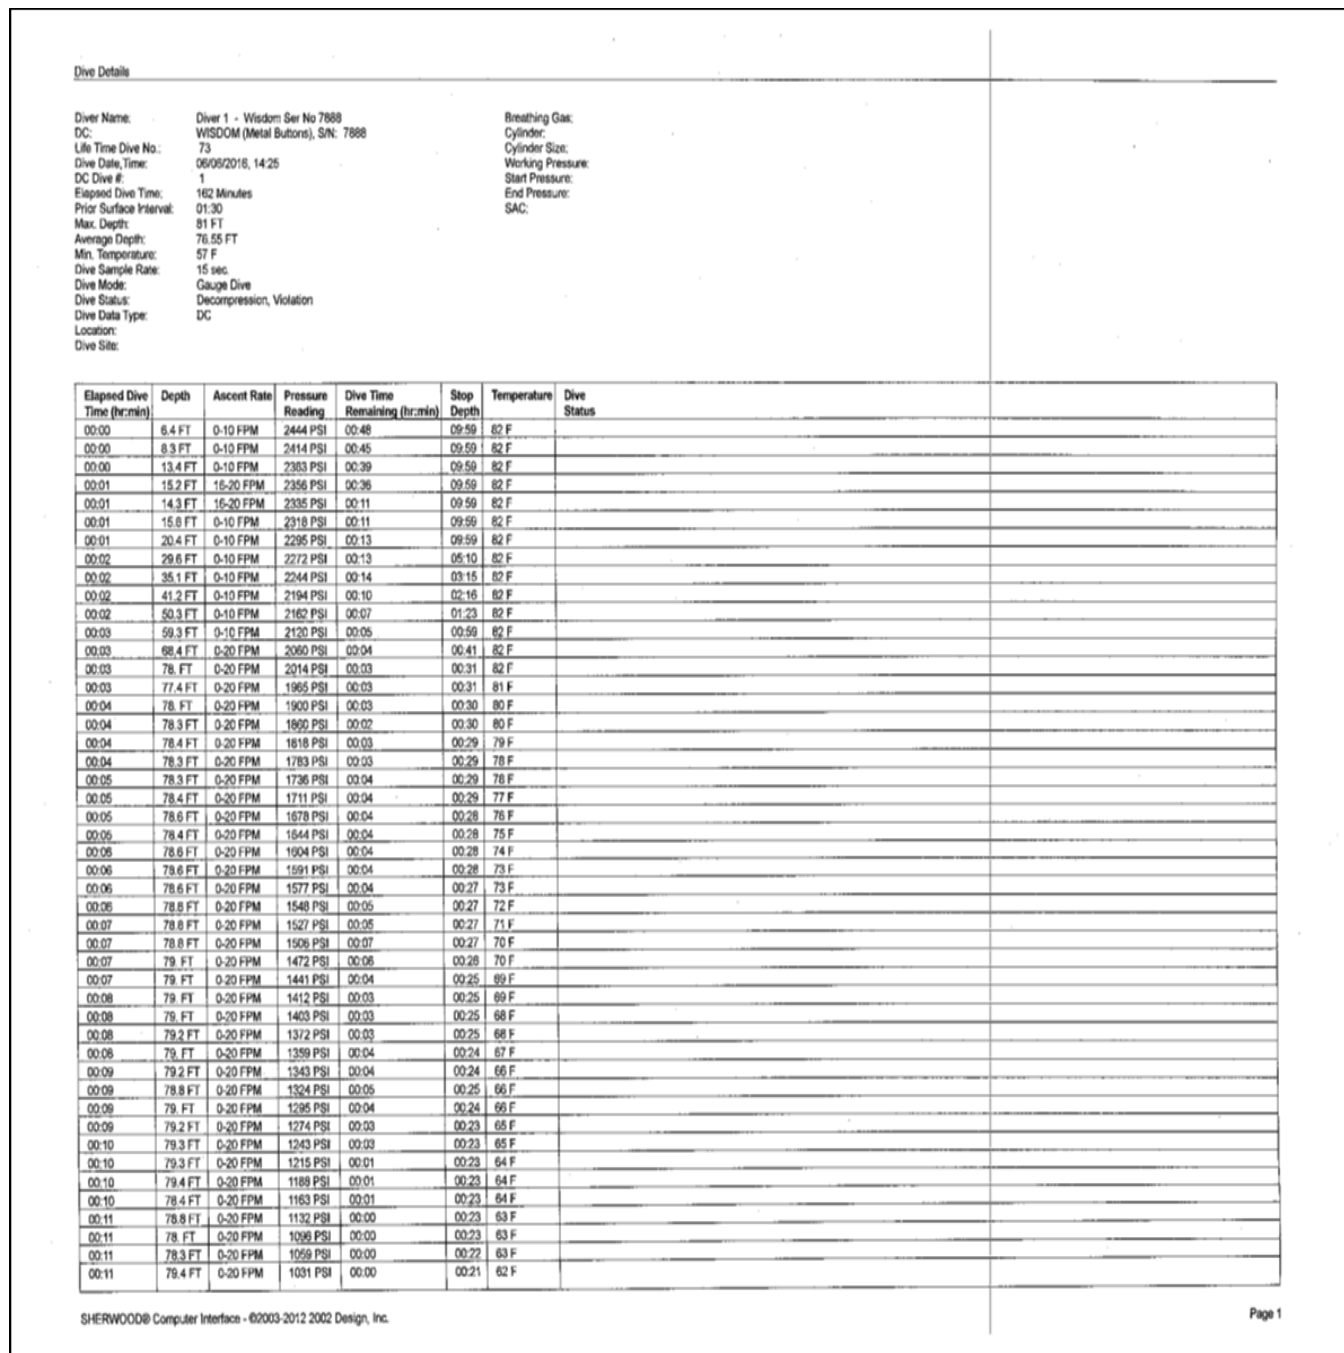 Dive Details
Diver Name: Diver 1 - Wisdom Ser No 7888
DC: WISDOM (Metal Buttons), S/N: 7888
Life Time Dive No.: 73
Dive Date,Time: 06/06/2016, 14:25
DC Dive #: 1
Elapsed Dive Time: 162 Minutes
Prior Surface Interval: 01:30
Max. Depth: 81 FT
Average Depth: 76.55 FT
Min. Temperature: 57 F
Dive Sample Rate: 15 sec.
Dive Mode: Gauge Dive
Dive Status: Decompression, Violation
Dive Data Type: DC
Location:
Dive Site:
Breathing Gas:
Cylinder:
Cylinder Size:
Working Pressure:
Start Pressure:
End Pressure:
SAC:
Elapsed Dive Depth Ascent Rate Pressure Dive Time Stop Temperature Dive
Time (hr:min) Reading Remaining (hr:min) Depth Status
00:00 6.4 FT 0-10 FPM 2444 PSI 00:48 09:59 82 F
00:00 8.3 FT 0-10 FPM 2414 PSI 00:45 09:59 82 F
00:00 13.4 FT 0-10 FPM 2383 PSI 00:39 09:59 82 F
00:01 15.2 FT 16-20 FPM 2356 PSI 00:36 09:59 82 F
00:01 14.3 FT 16-20 FPM 2335 PSI 00:11 09:59 82 F
00:01 15.8 FT 0-10 FPM 2318 PSI 00:11 09:59 82 F
00:01 20.4 FT 0-10 FPM 2295 PSI 00:13 09:59 82 F
00:02 29.6 FT 0-10 FPM 2272 PSI 00:13 05:10 82 F
00:02 35.1 FT 0-10 FPM 2244 PSI 00:14 03:15 82 F
00:02 41.2 FT 0-10 FPM 2194 PSI 00:10 02:16 82 F
00:02 50.3 FT 0-10 FPM 2162 PSI 00:07 01:23 82 F
00:03 59.3 FT 0-10 FPM 2120 PSI 00:05 00:59 82 F
00:03 68.4 FT 0-20 FPM 2060 PSI 00:04 00:41 82 F
00:03 78. FT 0-20 FPM 2014 PSI 00:03 00:31 82 F
00:03 77.4 FT 0-20 FPM 1965 PSI 00:03 00:31 81 F
00:04 78. FT 0-20 FPM 1900 PSI 00:03 00:30 80 F
00:04 78.3 FT 0-20 FPM 1860 PSI 00:02 00:30 80 F
00:04 78.4 FT 0-20 FPM 1818 PSI 00:03 00:29 79 F
00:04 78.3 FT 0-20 FPM 1783 PSI 00:03 00:29 78 F
00:05 78.3 FT 0-20 FPM 1736 PSI 00:04 00:29 78 F
00:05 78.4 FT 0-20 FPM 1711 PSI 00:04 00:29 77 F
00:05 78.6 FT 0-20 FPM 1678 PSI 00:04 00:28 76 F
00:05 78.4 FT 0-20 FPM 1644 PSI 00:04 00:28 75 F
00:06 78.6 FT 0-20 FPM 1604 PSI 00:04 00:28 74 F
00:06 78.6 FT 0-20 FPM 1591 PSI 00:04 00:28 73 F
00:06 78.6 FT 0-20 FPM 1577 PSI 00:04 00:27 73 F
00:06 78.8 FT 0-20 FPM 1548 PSI 00:05 00:27 72 F
00:07 78.8 FT 0-20 FPM 1527 PSI 00:05 00:27 71 F
00:07 78.8 FT 0-20 FPM 1506 PSI 00:07 00:27 70 F
00:07 79. FT 0-20 FPM 1472 PSI 00:06 00:26 70 F
00:07 79. FT 0-20 FPM 1441 PSI 00:04 00:25 69 F
00:08 79. FT 0-20 FPM 1412 PSI 00:03 00:25 69 F
00:08 79. FT 0-20 FPM 1403 PSI 00:03 00:25 68 F
00:08 79.2 FT 0-20 FPM 1372 PSI 00:03 00:25 68 F
00:08 79. FT 0-20 FPM 1359 PSI 00:04 00:24 67 F
00:09 79.2 FT 0-20 FPM 1343 PSI 00:04 00:24 66 F
00:09 78.8 FT 0-20 FPM 1324 PSI 00:05 00:25 66 F
00:09 79. FT 0-20 FPM 1295 PSI 00:04 00:24 66 F
00:09 79.2 FT 0-20 FPM 1274 PSI 00:03 00:23 65 F
00:10 79.3 FT 0-20 FPM 1243 PSI 00:03 00:23 65 F
00:10 79.3 FT 0-20 FPM 1215 PSI 00:01 00:23 64 F
00:10 79.4 FT 0-20 FPM 1188 PSI 00:01 00:23 64 F
00:10 78.4 FT 0-20 FPM 1163 PSI 00:01 00:23 64 F
00:11 78.8 FT 0-20 FPM 1132 PSI 00:00 00:23 63 F
00:11 78. FT 0-20 FPM 1096 PSI 00:00 00:23 63 F
00:11 78.3 FT 0-20 FPM 1059 PSI 00:00 00:22 63 F
00:11 79.4 FT 0-20 FPM 1031 PSI 00:00 00:21 62 F
SHERWOOD® Computer Interface - ©2003-2012 2002 Design, Inc.
Page 1